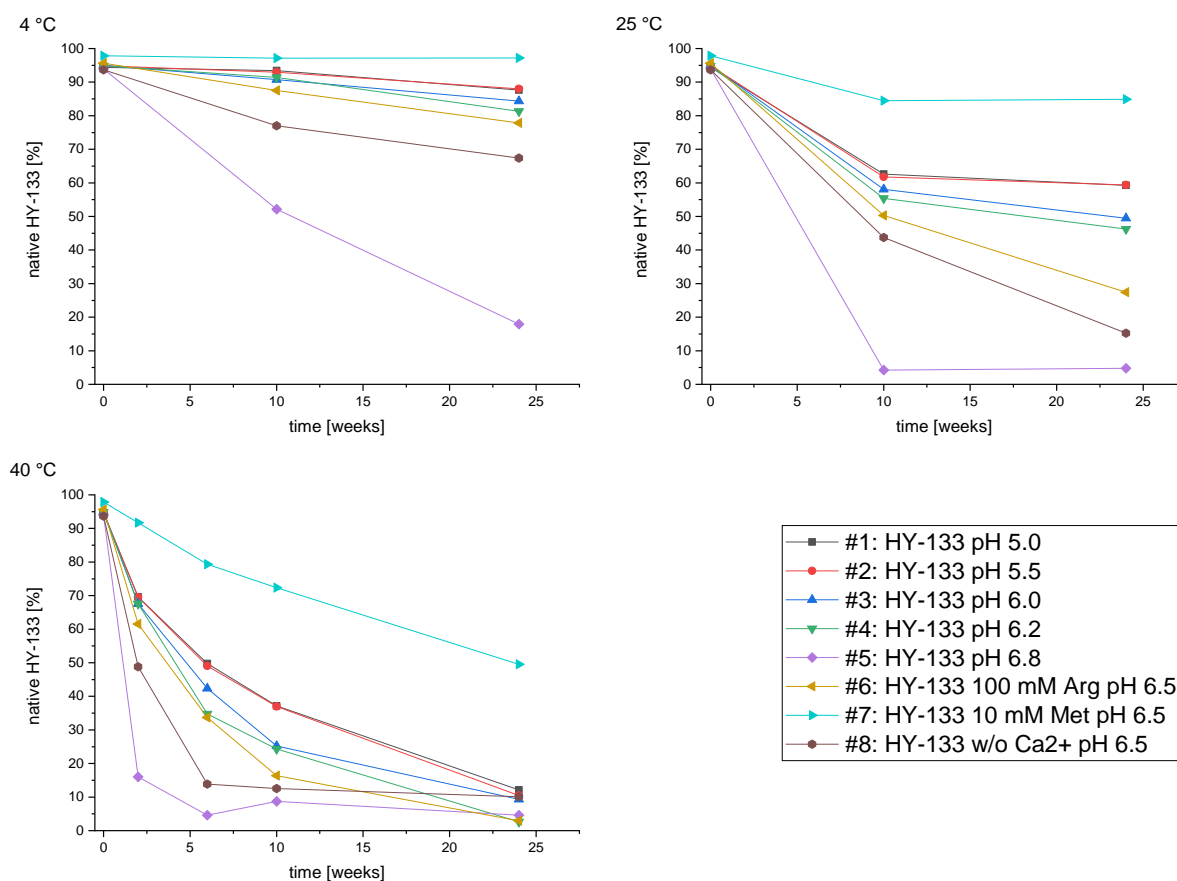 4 °C
100
90
80
70
60
50
40
30
20
10
0
native HY-133 [%]
0 5 10 15 20 25
time [weeks]
25 °C
100
90
80
70
60
50
40
30
20
10
0
native HY-133 [%]
0 5 10 15 20 25
time [weeks]
40 °C
100
90
80
70
60
50
40
30
20
10
0
native HY-133 [%]
0 5 10 15 20 25
time [weeks]
#1: HY-133 pH 5.0
#2: HY-133 pH 5.5
#3: HY-133 pH 6.0
#4: HY-133 pH 6.2
#5: HY-133 pH 6.8
#6: HY-133 100 mM Arg pH 6.5
#7: HY-133 10 mM Met pH 6.5
#8: HY-133 w/o Ca2+ pH 6.5